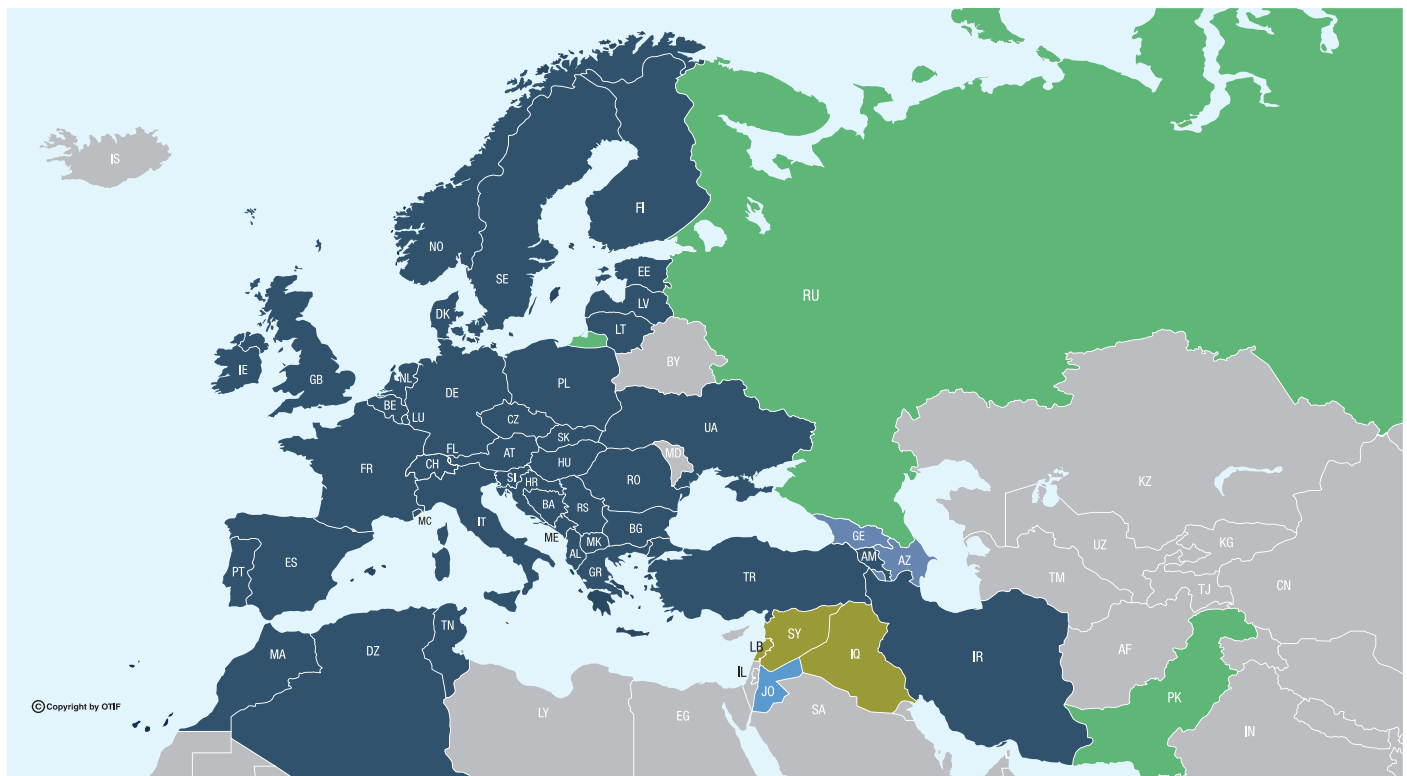 IS
FI
NO
SE
EE
RU
LV
DK
LT
BY
IE
GB
NL
DE
PL
BE
LU
CZ
UA
SK
FL
AT
MD
FR
CH
HU
RO
KZ
SI
HR
BA
RS
MC
IT
BG
ME
MK
GE
UZ
KG
AL
AM
AZ
ES
PT
GR
TR
TM
TJ
CN
TN
SY
MA
DZ
LB
IQ
IR
AF
IL
JO
PK
© Copyright by OTIF
LY
EG
SA
IN